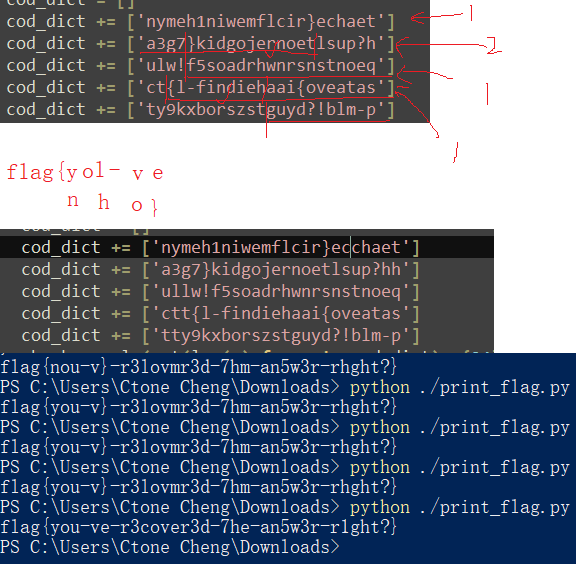 cod_dict = []
cod_dict += ['nymeh1niwemflcir}echaet'] 1
cod_dict += ['a3g7}kidgojernoetlsup?h'] 2
cod_dict += ['ulw!f5soadrhwnrsnstnoeq'] 1
cod_dict += ['ct{l-findiehaai{oveatas']
cod_dict += ['ty9kxborszstguyd?!blm-p'] 1
flag{yol-ve
n h o}
cod_dict += ['nymeh1niwemflcir}ecchaet']
cod_dict += ['a3g7}kidgojernoetlsup?hh']
cod_dict += ['ullw!f5soadrhwnrsnstnoeq']
cod_dict += ['ctt{l-findiehaai{oveatas']
cod_dict += ['tty9kxborszstguyd?!blm-p']
flag{nou-v}-r3lovmr3d-7hm-an5w3r-rhght?}
PS C:\Users\Ctone Cheng\Downloads> python ./print_flag.py
flag{you-v}-r3lovmr3d-7hm-an5w3r-rhght?}
PS C:\Users\Ctone Cheng\Downloads> python ./print_flag.py
flag{you-v}-r3lovmr3d-7hm-an5w3r-rhght?}
PS C:\Users\Ctone Cheng\Downloads> python ./print_flag.py
flag{you-v}-r3lovmr3d-7hm-an5w3r-rhght?}
PS C:\Users\Ctone Cheng\Downloads> python ./print_flag.py
flag{you-ve-r3cover3d-7he-an5w3r-r1ght?}
PS C:\Users\Ctone Cheng\Downloads>